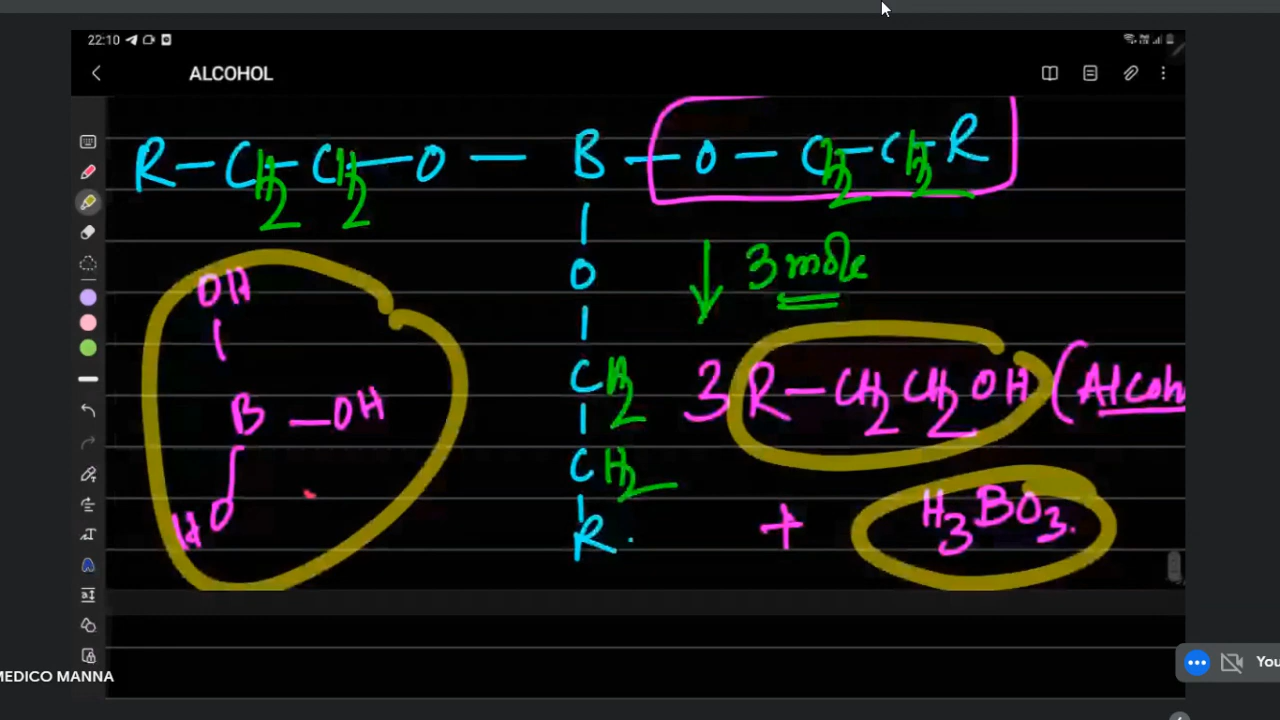 22:10
ALCOHOL
R-CH2-CH2-O-B-O-CH2-CH2-R
O
CH2
CH2
R
3 mole
OH
B-OH
HO
3 R-CH2CH2OH (Alcoh
+ H3BO3.
MEDICO MANNA
You